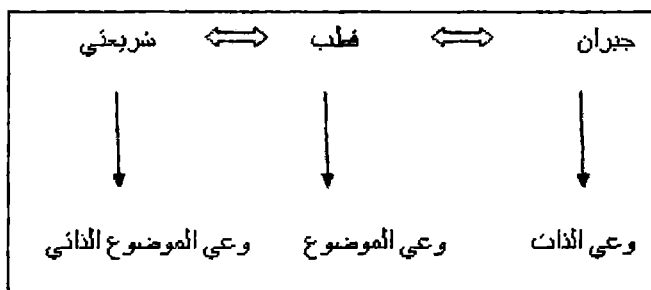 جبران قطب شريعتي
وعي الذات وعي الموضوع وعي الموضوع الذاتي